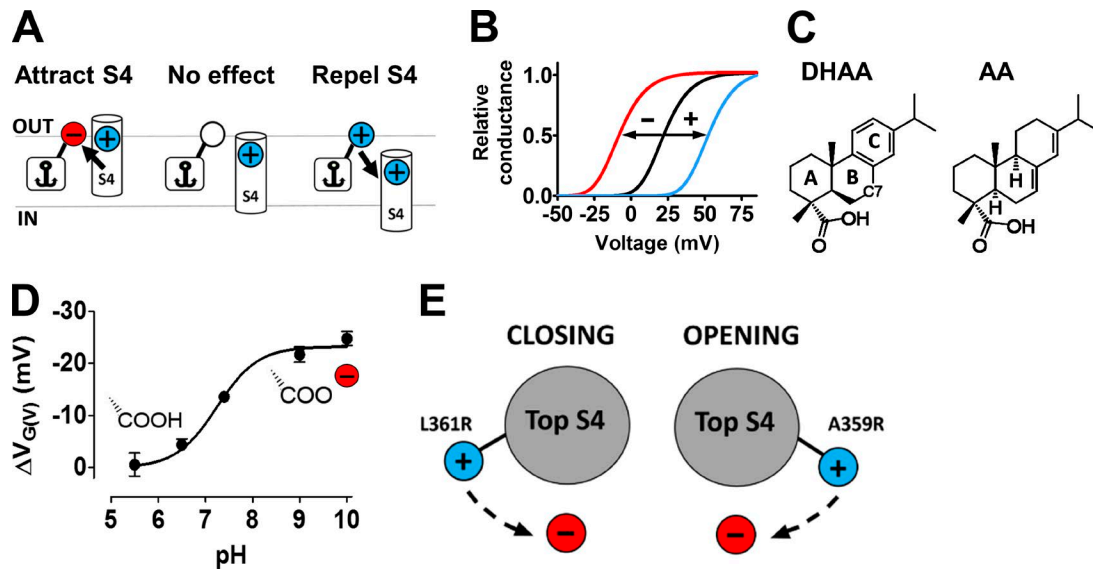 A
Attract S4 No effect Repel S4
OUT
− + + +
S4 S4 S4
IN
B
Relative
conductance
1.0
0.5
0.0
− +
-50 -25 0 25 50 75
Voltage (mV)
C
DHAA AA
A B C
C7
H
H
OH
O
OH
O
D
ΔV_G(V) (mV)
-30
-20
-10
0
COOH
COO −
5 6 7 8 9 10
pH
E
CLOSING OPENING
L361R Top S4
+
−
Top S4 A359R
+
−